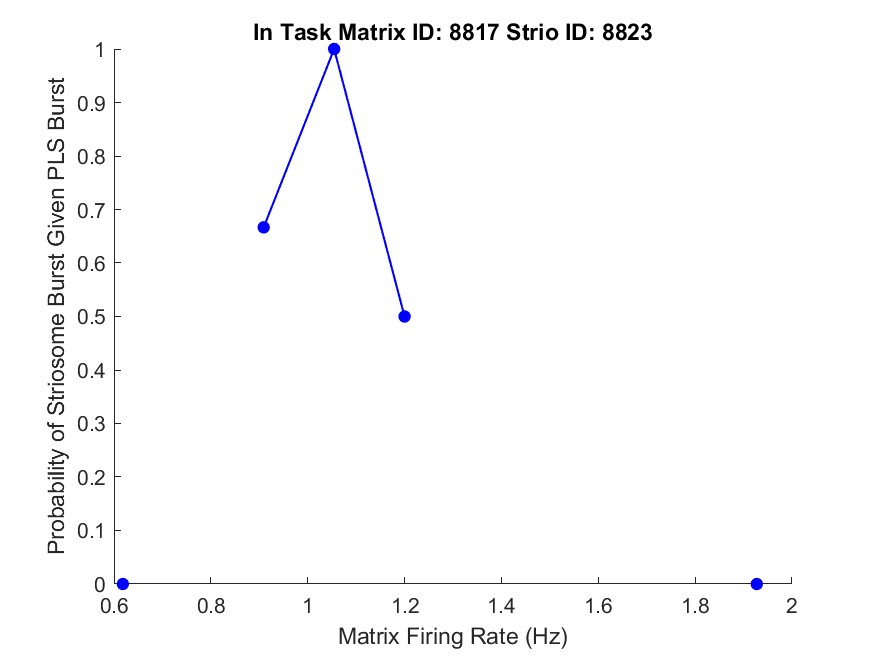 In Task Matrix ID: 8817 Strio ID: 8823
Probability of Striosome Burst Given PLS Burst
1
0.9
0.8
0.7
0.6
0.5
0.4
0.3
0.2
0.1
0
0.6 0.8 1 1.2 1.4 1.6 1.8 2
Matrix Firing Rate (Hz)